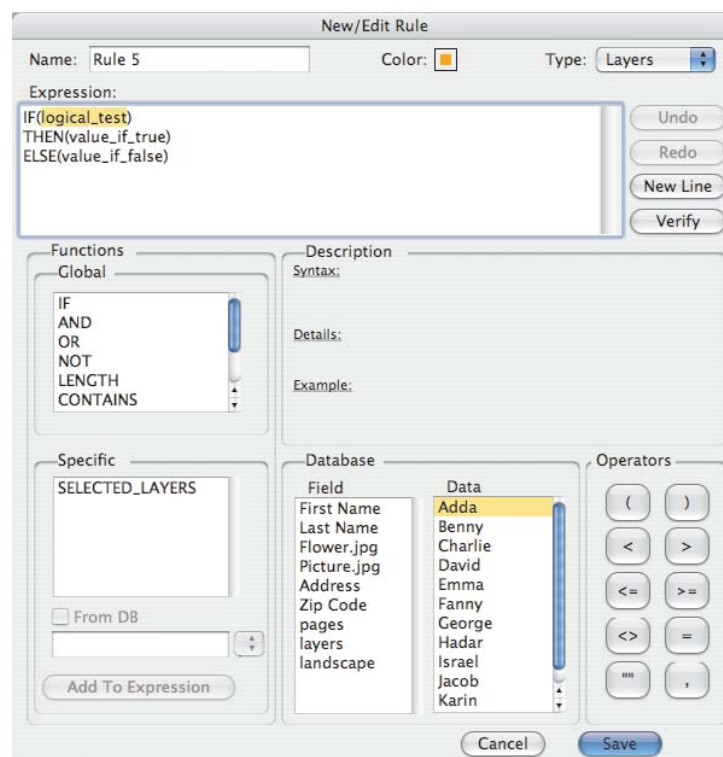 New/Edit Rule
Name: Rule 5 Color: Type: Layers
Expression:
IF(logical_test)
THEN(value_if_true)
ELSE(value_if_false)
Undo
Redo
New Line
Verify
Functions
Global
IF
AND
OR
NOT
LENGTH
CONTAINS
Description
Syntax:
Details:
Example:
Specific
SELECTED_LAYERS
From DB
Add To Expression
Database
Field
First Name
Last Name
Flower.jpg
Picture.jpg
Address
Zip Code
pages
layers
landscape
Data
Adda
Benny
Charlie
David
Emma
Fanny
George
Hadar
Israel
Jacob
Karin
Operators
( )
< >
<= >=
<> =
"" ,
Cancel Save